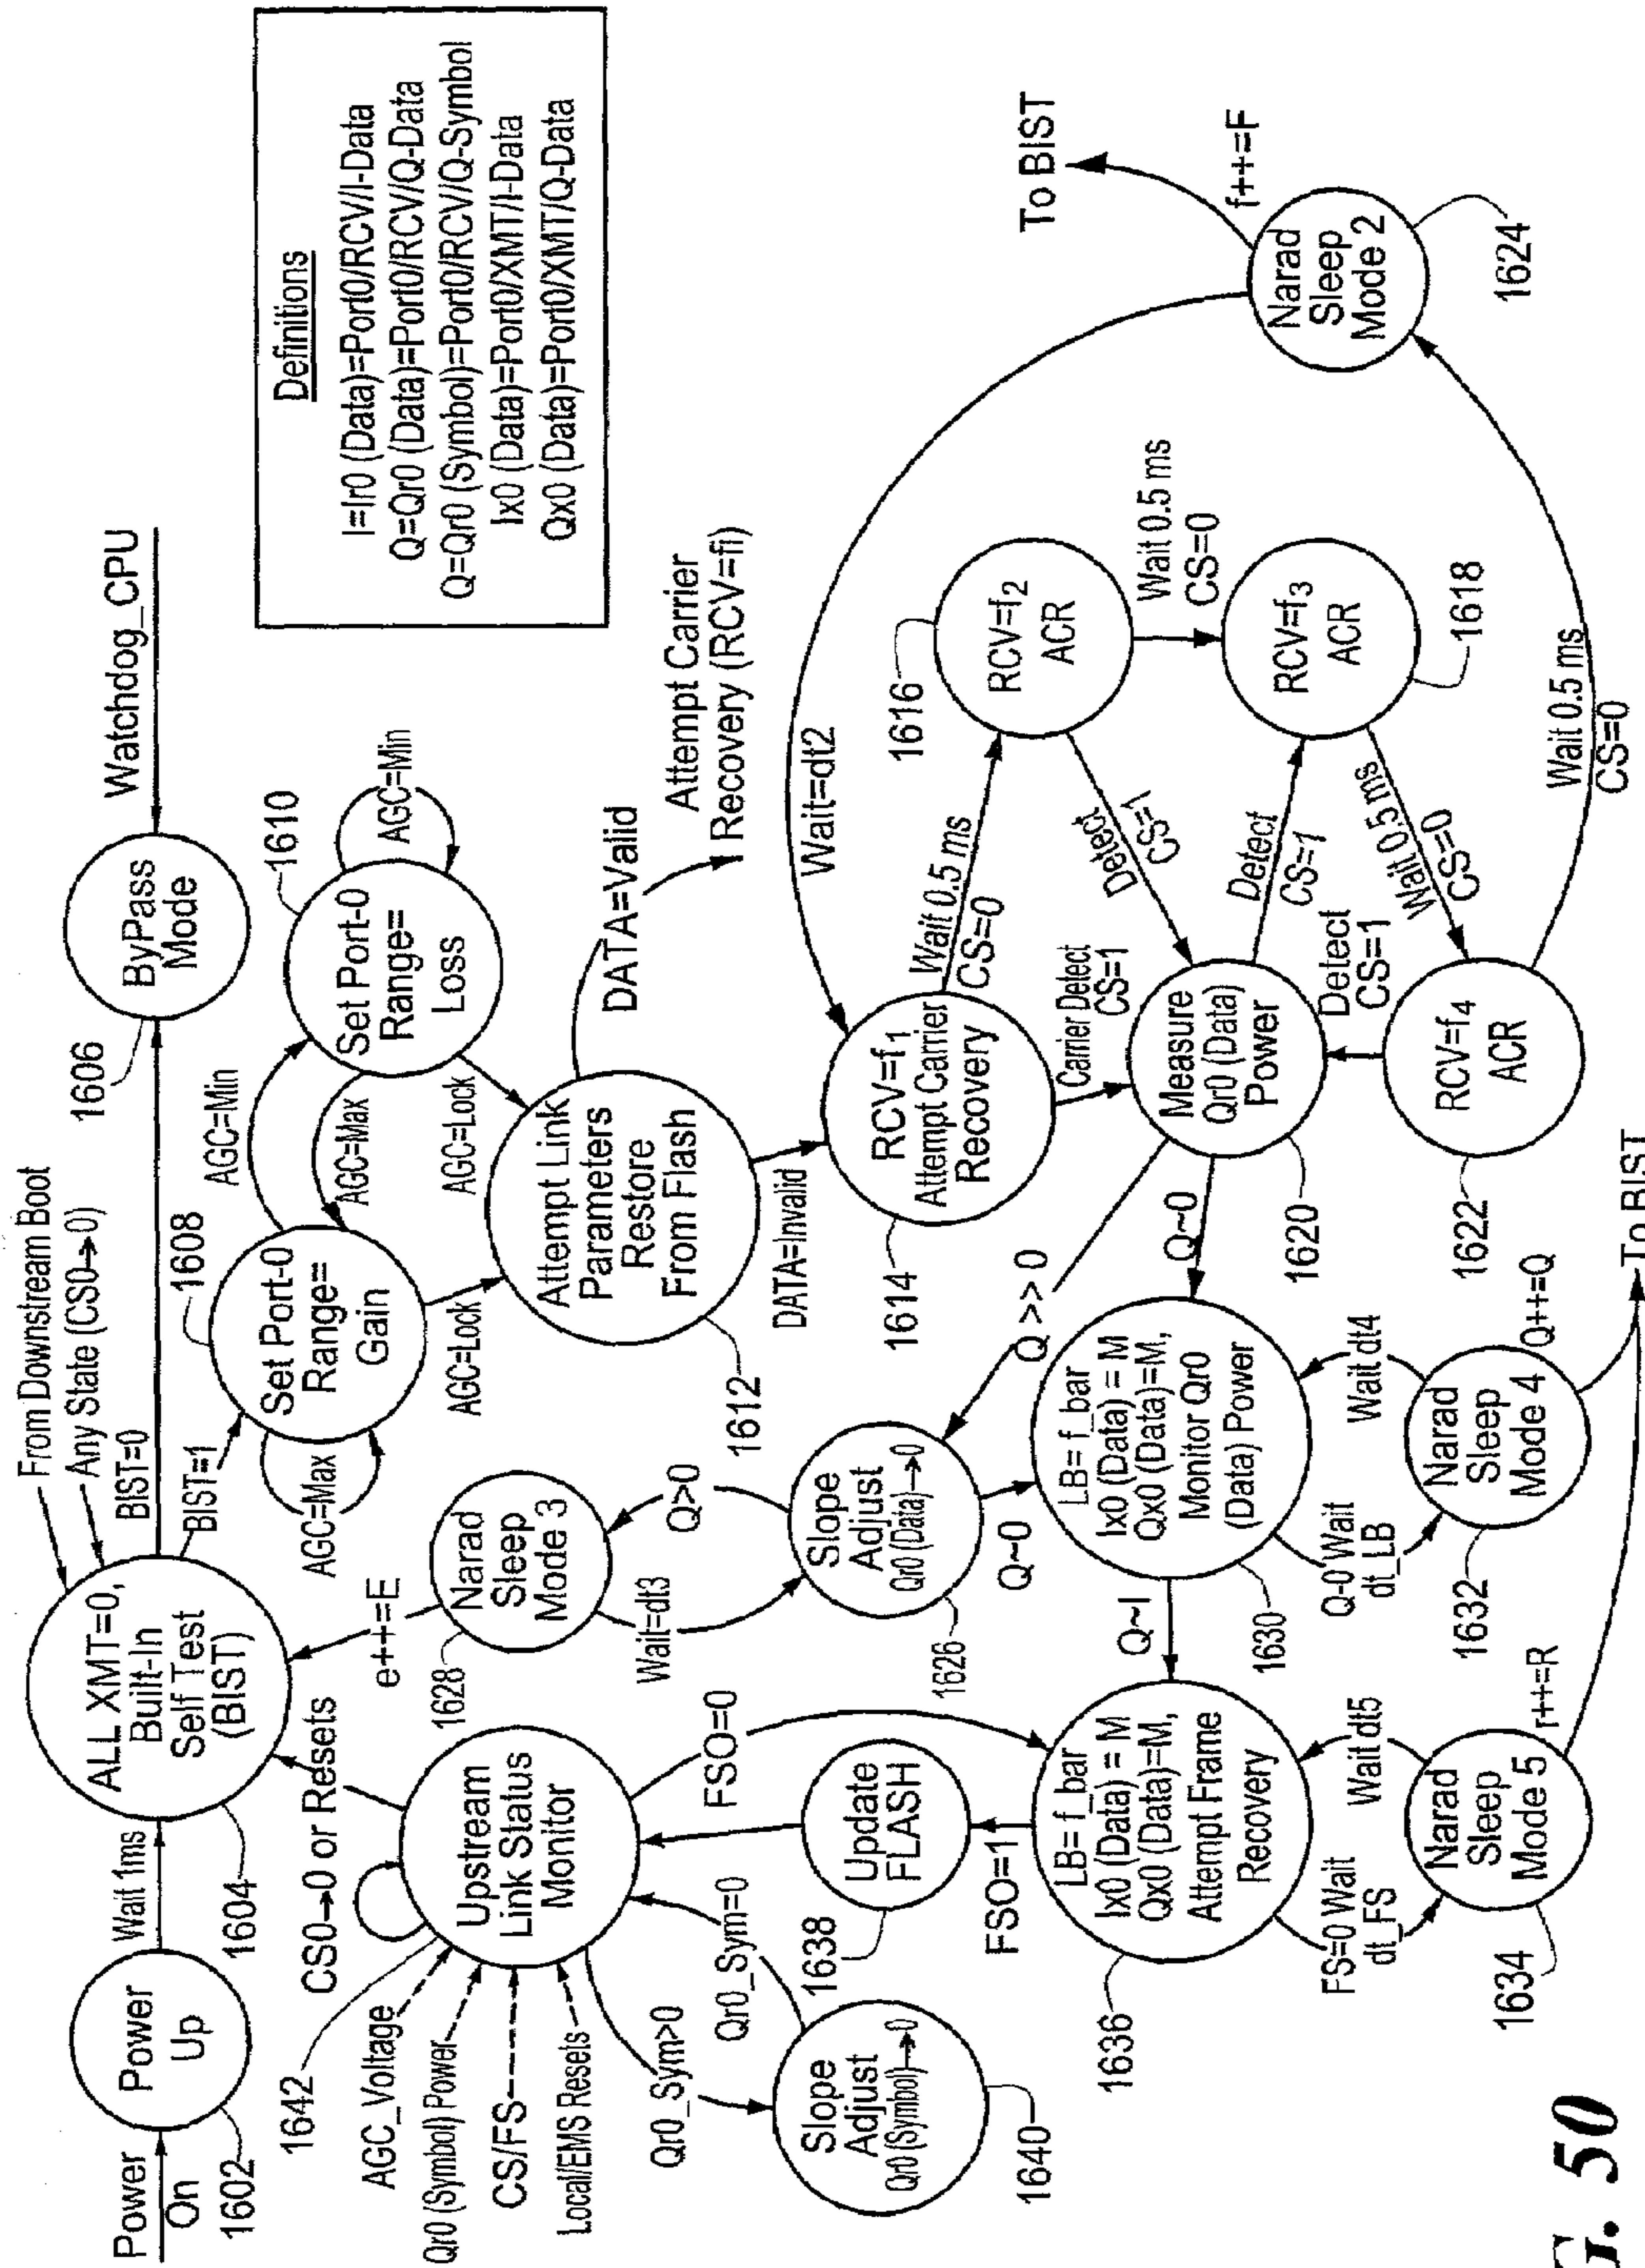 Power
On
1602
Power
Up
Wait 1ms
1604
ALL XMT=0,
Built-In
Self Test
(BIST)
From Downstream Boot
Any State (CS0→0)
BIST=0
BIST=1
1606
ByPass
Mode
Watchdog_CPU
1608
Set Port-0
Range=
Gain
AGC=Max
AGC=Min
AGC=Max
1610
Set Port-0
Range=
Loss
AGC=Min
AGC=Lock
AGC=Lock
Definitions
I=Ir0 (Data)=Port0/RCV/I-Data
Q=Qr0 (Data)=Port0/RCV/Q-Data
Q=Qr0 (Symbol)=Port0/RCV/Q-Symbol
Ix0 (Data)=Port0/XMT/I-Data
Qx0 (Data)=Port0/XMT/Q-Data
1612
Attempt Link
Parameters
Restore
From Flash
DATA=Valid
Attempt Carrier
Recovery (RCV=fi)
DATA=Invalid
CS0→0 or Resets
e++=E
1628
Narad
Sleep
Mode 3
Wait=dt3
Q>0
1642
AGC_Voltage
Qr0 (Symbol) Power
CS/FS
Local/EMS Resets
Upstream
Link Status
Monitor
FSO=0
Qr0_Sym>0
Qr0_Sym=0
1640
Slope
Adjust
Qr0 (Symbol)→0
1638
Update
FLASH
FSO=1
1626
Slope
Adjust
Qr0 (Data)→0
Q~0
Q >> 0
1614
RCV=f1
Attempt Carrier
Recovery
Wait=dt2
Wait 0.5 ms
CS=0
Carrier Detect
CS=1
1616
RCV=f2
ACR
Detect
CS=1
Wait 0.5 ms
CS=0
RCV=f3
ACR
1618
Detect
CS=1
Wait 0.5 ms
CS=0
Measure
Qr0 (Data)
Power
1620
Q~0
Detect
CS=1
RCV=f4
ACR
1622
Wait 0.5 ms
CS=0
Narad
Sleep
Mode 2
1624
f++=F
To BIST
1636
LB= f_bar
Ix0 (Data) = M
Qx0 (Data)=M,
Attempt Frame
Recovery
Q~I
1630
LB= f_bar
Ix0 (Data) = M
Qx0 (Data)=M,
Monitor Qr0
(Data) Power
FS=0 Wait
dt_FS
Wait dt5
1634
Narad
Sleep
Mode 5
r++=R
Q-0 Wait
dt_LB
Wait dt4
1632
Narad
Sleep
Mode 4
Q++=Q
To BIST
G. 50